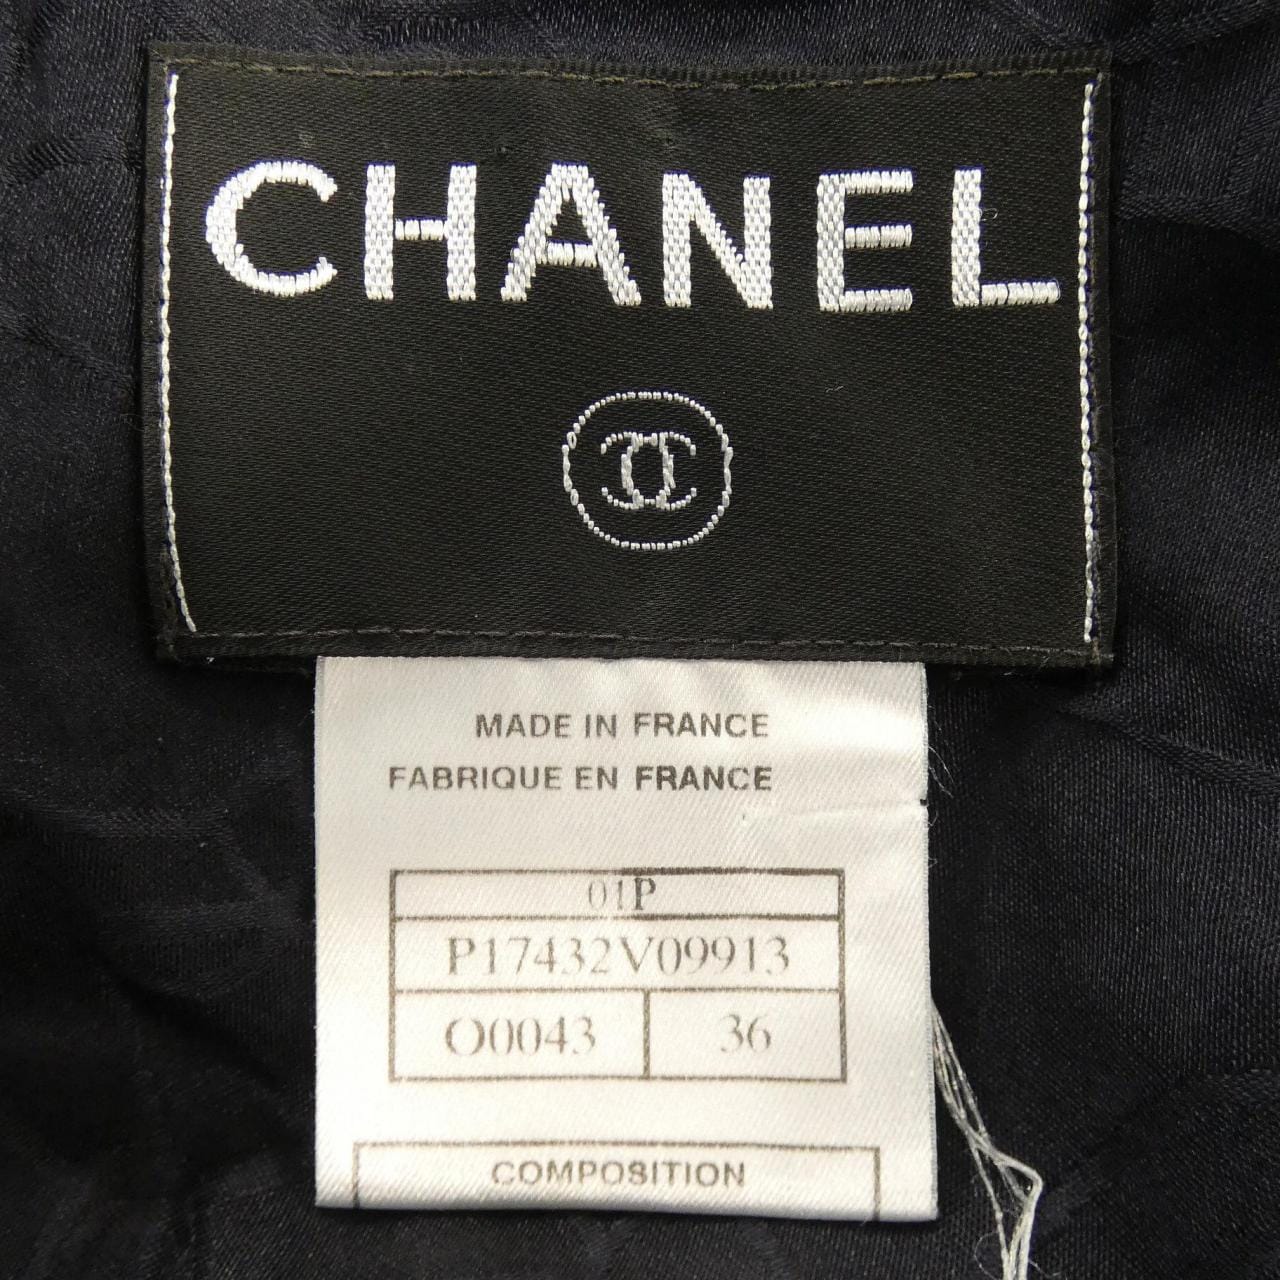 CHANEL
MADE IN FRANCE
FABRIQUE EN FRANCE
01P
P17432V09913
O0043 36
COMPOSITION